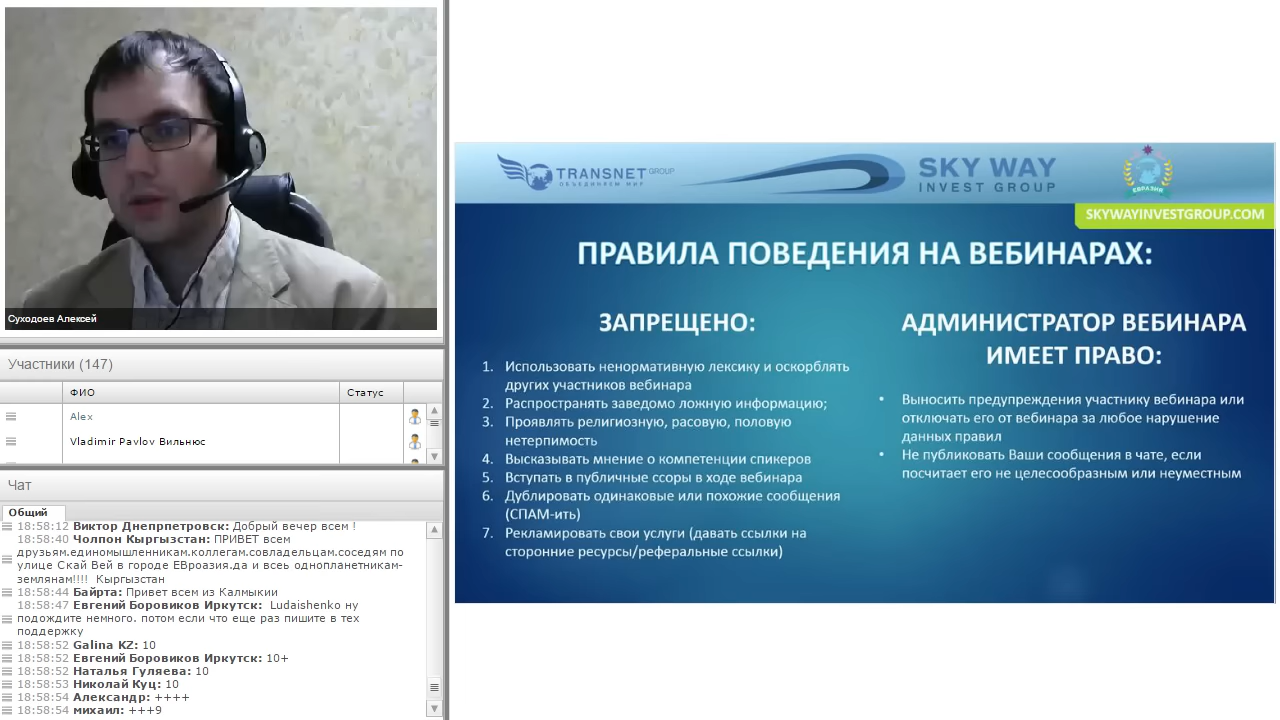 Суходоев Алексей
Участники (147)
ФИО
Статус
Alex
Vladimir Pavlov Вильнюс
Чат
Общий
18:58:12 Виктор Днепрпетровск: Добрый вечер всем !
18:58:40 Чолпон Кыргызстан: ПРИВЕТ всем
друзьям.единомышленникам.коллегам.совладельцам.соседям по
улице Скай Вей в городе ЕВроазия.да и всеь однопланетникам-
землянам!!!! Кыргызстан
18:58:44 Байрта: Привет всем из Калмыкии
18:58:47 Евгений Боровиков Иркутск: Ludaishenko ну
подождите немного. потом если что еще раз пишите в тех
поддержку
18:58:52 Galina KZ: 10
18:58:52 Евгений Боровиков Иркутск: 10+
18:58:52 Наталья Гуляева: 10
18:58:53 Николай Куц: 10
18:58:54 Александр: ++++
18:58:54 михаил: +++9
TRANSNET GROUP
ОБЪЕДИНЯЕМ МИР
SKY WAY
INVEST GROUP
ЕВРАЗИЯ
SKYWAYINVESTGROUP.COM
ПРАВИЛА ПОВЕДЕНИЯ НА ВЕБИНАРАХ:
ЗАПРЕЩЕНО:
1. Использовать ненормативную лексику и оскорблять
других участников вебинара
2. Распространять заведомо ложную информацию;
3. Проявлять религиозную, расовую, половую
нетерпимость
4. Высказывать мнение о компетенции спикеров
5. Вступать в публичные ссоры в ходе вебинара
6. Дублировать одинаковые или похожие сообщения
(СПАМ-ить)
7. Рекламировать свои услуги (давать ссылки на
сторонние ресурсы/реферальные ссылки)
АДМИНИСТРАТОР ВЕБИНАРА
ИМЕЕТ ПРАВО:
• Выносить предупреждения участнику вебинара или
отключать его от вебинара за любое нарушение
данных правил
• Не публиковать Ваши сообщения в чате, если
посчитает его не целесообразным или неуместным